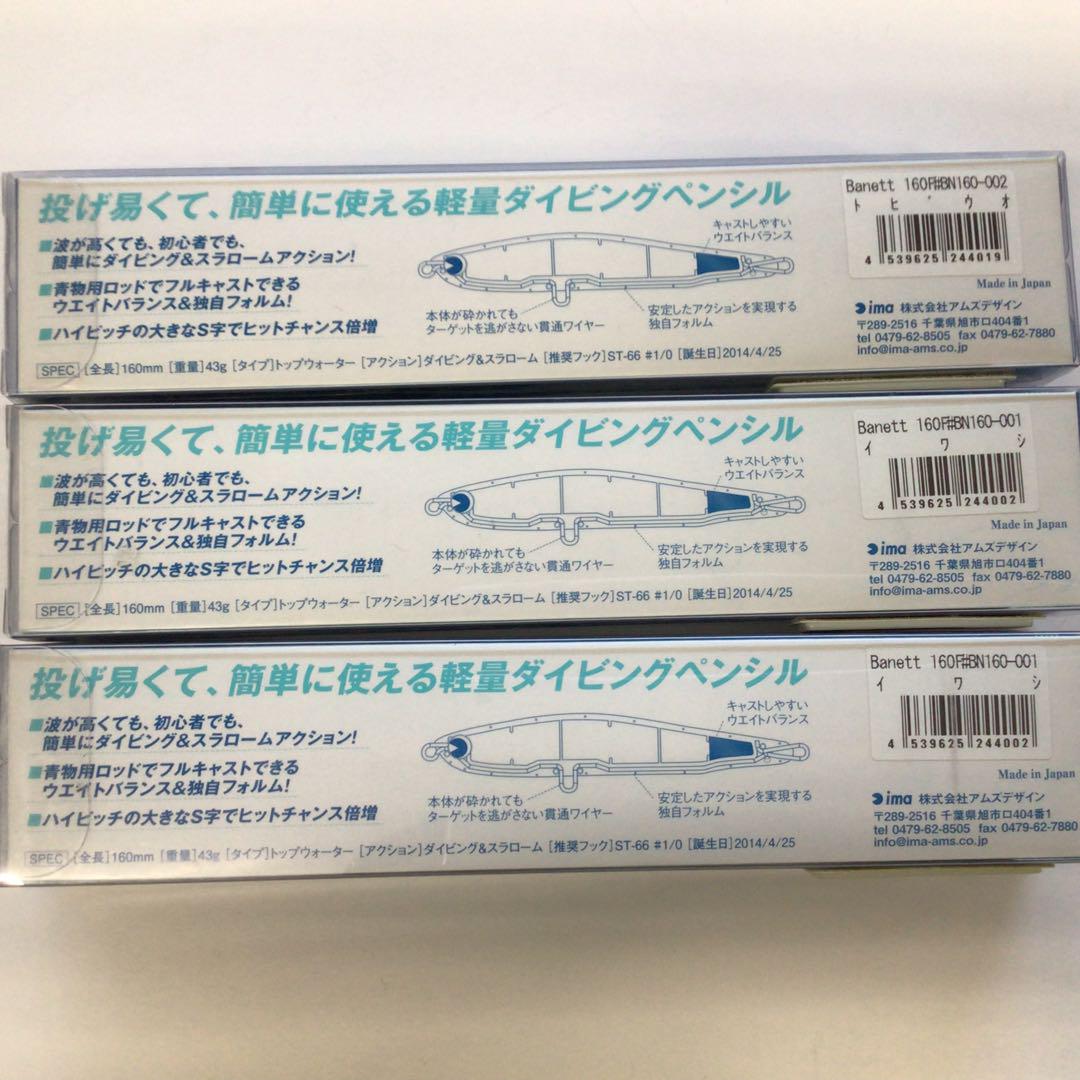 投げ易くて、簡単に使える軽量ダイビングペンシル
■波が高くても、初心者でも、
簡単にダイビング&スラロームアクション!
■青物用ロッドでフルキャストできる
ウエイトバランス&独自フォルム!
■ハイピッチの大きなS字でヒットチャンス倍増
キャストしやすい
ウエイトバランス
本体が砕かれても
ターゲットを逃がさない貫通ワイヤー
安定したアクションを実現する
独自フォルム
SPEC [全長]160mm [重量]43g [タイプ]トップウォーター [アクション]ダイビング&スラローム [推奨フック]ST-66 #1/0 [誕生日]2014/4/25
Banett 160F#BN160-002
トビウオ
4 539625 244019
Made in Japan
ima 株式会社アムズデザイン
〒289-2516 千葉県旭市ロ404番1
tel 0479-62-8505 fax 0479-62-7880
info@ima-ams.co.jp
投げ易くて、簡単に使える軽量ダイビングペンシル
■波が高くても、初心者でも、
簡単にダイビング&スラロームアクション!
■青物用ロッドでフルキャストできる
ウエイトバランス&独自フォルム!
■ハイピッチの大きなS字でヒットチャンス倍増
キャストしやすい
ウエイトバランス
本体が砕かれても
ターゲットを逃がさない貫通ワイヤー
安定したアクションを実現する
独自フォルム
SPEC [全長]160mm [重量]43g [タイプ]トップウォーター [アクション]ダイビング&スラローム [推奨フック]ST-66 #1/0 [誕生日]2014/4/25
Banett 160F#BN160-001
イワシ
4 539625 244002
Made in Japan
ima 株式会社アムズデザイン
〒289-2516 千葉県旭市ロ404番1
tel 0479-62-8505 fax 0479-62-7880
info@ima-ams.co.jp
投げ易くて、簡単に使える軽量ダイビングペンシル
■波が高くても、初心者でも、
簡単にダイビング&スラロームアクション!
■青物用ロッドでフルキャストできる
ウエイトバランス&独自フォルム!
■ハイピッチの大きなS字でヒットチャンス倍増
キャストしやすい
ウエイトバランス
本体が砕かれても
ターゲットを逃がさない貫通ワイヤー
安定したアクションを実現する
独自フォルム
SPEC [全長]160mm [重量]43g [タイプ]トップウォーター [アクション]ダイビング&スラローム [推奨フック]ST-66 #1/0 [誕生日]2014/4/25
Banett 160F#BN160-001
イワシ
4 539625 244002
Made in Japan
ima 株式会社アムズデザイン
〒289-2516 千葉県旭市ロ404番1
tel 0479-62-8505 fax 0479-62-7880
info@ima-ams.co.jp